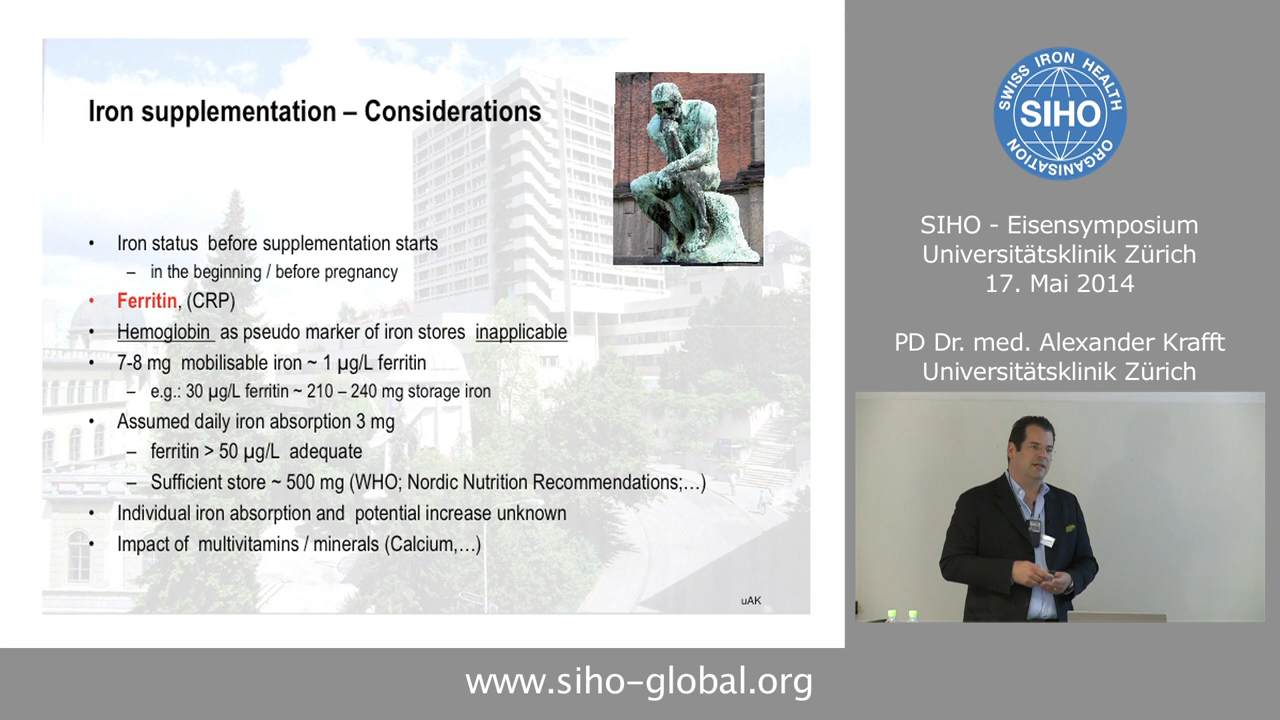 Iron supplementation – Considerations
• Iron status before supplementation starts
– in the beginning / before pregnancy
• Ferritin, (CRP)
• Hemoglobin as pseudo marker of iron stores inapplicable
• 7-8 mg mobilisable iron ~ 1 µg/L ferritin
– e.g.: 30 µg/L ferritin ~ 210 – 240 mg storage iron
• Assumed daily iron absorption 3 mg
– ferritin > 50 µg/L adequate
– Sufficient store ~ 500 mg (WHO; Nordic Nutrition Recommendations;…)
• Individual iron absorption and potential increase unknown
• Impact of multivitamins / minerals (Calcium,…)
uAK
SWISS IRON HEALTH
SIHO
ORGANISATION
SIHO - Eisensymposium
Universitätsklinik Zürich
17. Mai 2014
PD Dr. med. Alexander Krafft
Universitätsklinik Zürich
www.siho-global.org